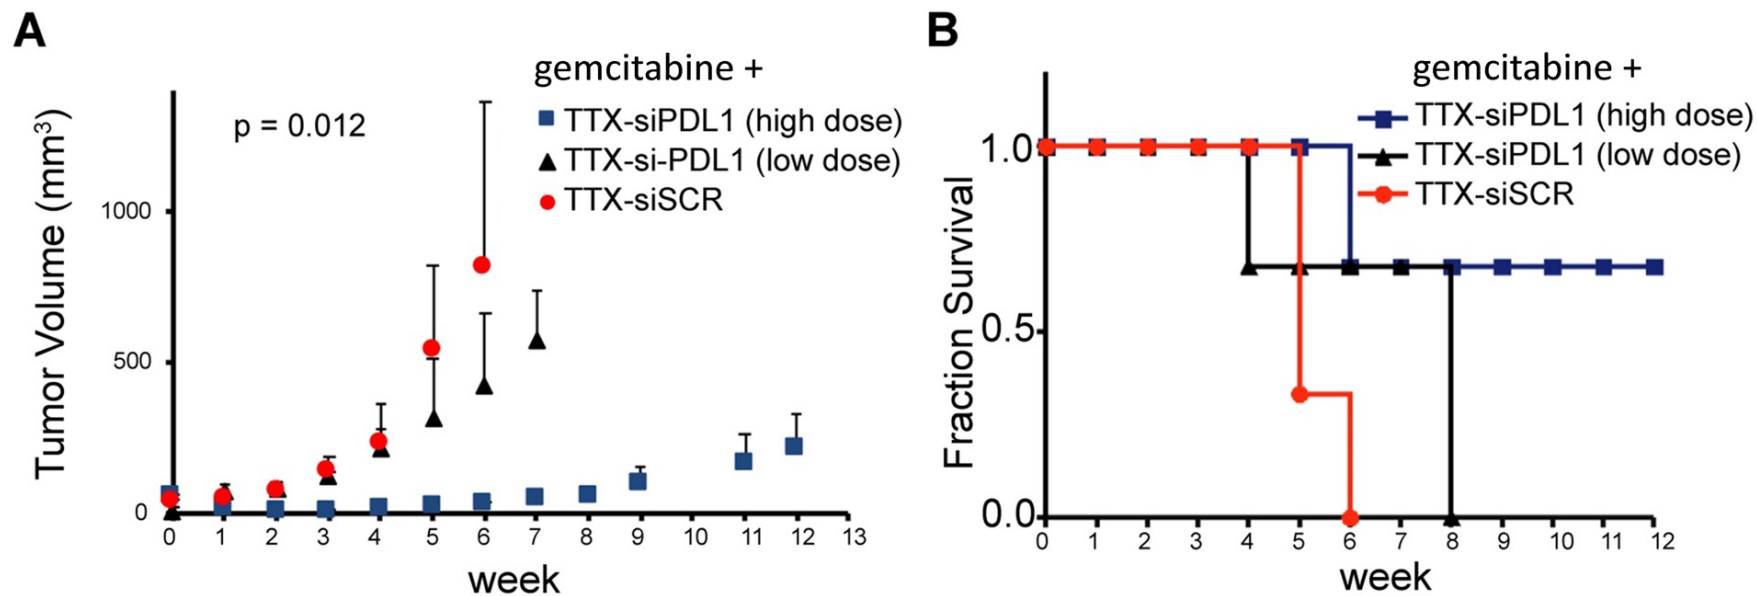 A
gemcitabine +
p = 0.012
TTX-siPDL1 (high dose)
TTX-si-PDL1 (low dose)
TTX-siSCR
Tumor Volume (mm³)
1000
500
0
0 1 2 3 4 5 6 7 8 9 10 11 12 13
week
B
gemcitabine +
TTX-siPDL1 (high dose)
TTX-siPDL1 (low dose)
TTX-siSCR
Fraction Survival
1.0
0.5
0.0
0 1 2 3 4 5 6 7 8 9 10 11 12
week